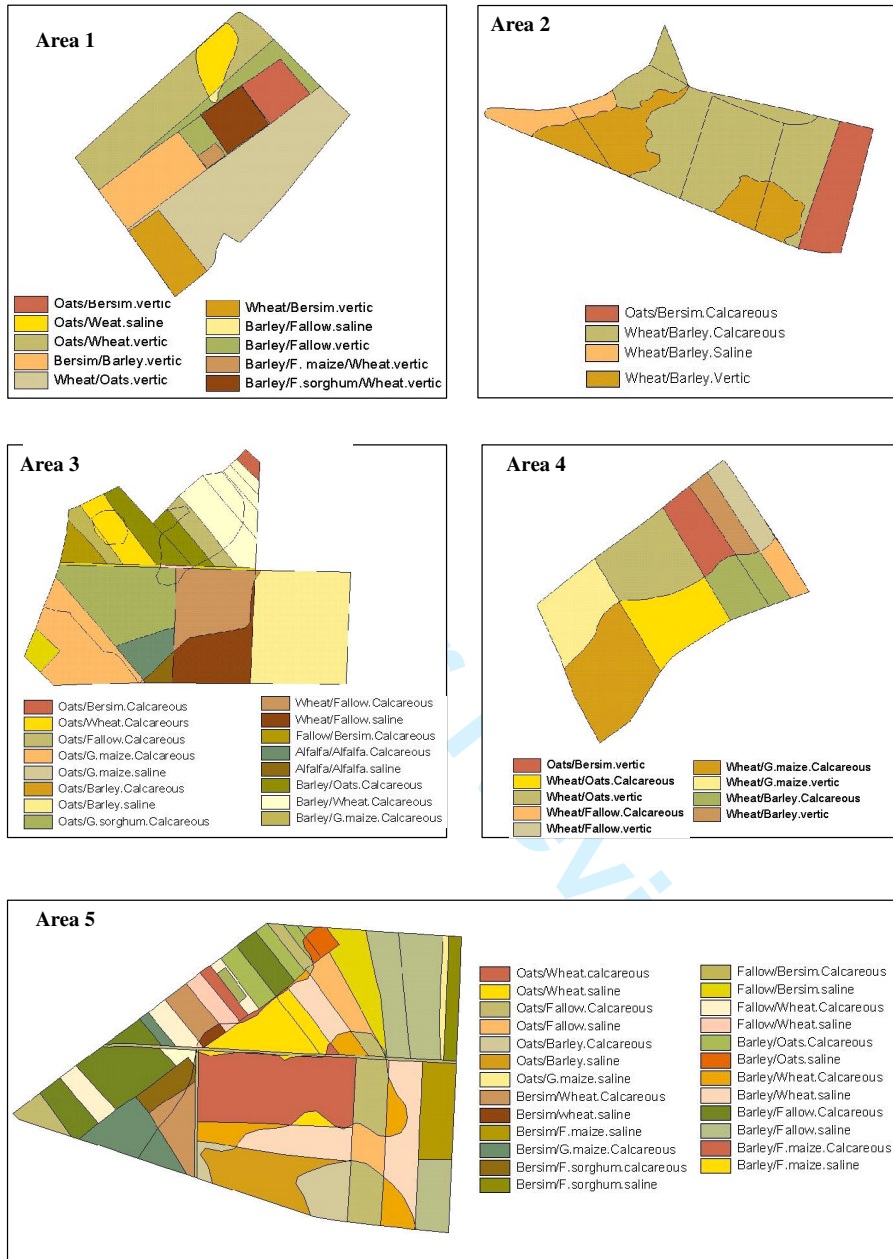 Area 1
Oats/Bersim.vertic
Oats/Weat.saline
Oats/Wheat.vertic
Bersim/Barley.vertic
Wheat/Oats.vertic
Wheat/Bersim.vertic
Barley/Fallow.saline
Barley/Fallow.vertic
Barley/F. maize/Wheat.vertic
Barley/F.sorghum/Wheat.vertic
Area 2
Oats/Bersim.Calcareous
Wheat/Barley.Calcareous
Wheat/Barley.Saline
Wheat/Barley.Vertic
Area 3
Oats/Bersim.Calcareous
Oats/Wheat.Calcareours
Oats/Fallow.Calcareous
Oats/G.maize.Calcareous
Oats/G.maize.saline
Oats/Barley.Calcareous
Oats/Barley.saline
Oats/G.sorghum.Calcareous
Wheat/Fallow.Calcareous
Wheat/Fallow.saline
Fallow/Bersim.Calcareous
Alfalfa/Alfalfa.Calcareous
Alfalfa/Alfalfa.saline
Barley/Oats.Calcareous
Barley/Wheat.Calcareous
Barley/G.maize.Calcareous
Area 4
Oats/Bersim.vertic
Wheat/Oats.Calcareous
Wheat/Oats.vertic
Wheat/Fallow.Calcareous
Wheat/Fallow.vertic
Wheat/G.maize.Calcareous
Wheat/G.maize.vertic
Wheat/Barley.Calcareous
Wheat/Barley.vertic
Area 5
Oats/Wheat.calcareous
Oats/Wheat.saline
Oats/Fallow.Calcareous
Oats/Fallow.saline
Oats/Barley.Calcareous
Oats/Barley.saline
Oats/G.maize.saline
Bersim/Wheat.Calcareous
Bersim/wheat.saline
Bersim/F.maize.saline
Bersim/G.maize.Calcareous
Bersim/F.sorghum.calcareous
Bersim/F.sorghum.saline
Fallow/Bersim.Calcareous
Fallow/Bersim.saline
Fallow/Wheat.Calcareous
Fallow/Wheat.saline
Barley/Oats.Calcareous
Barley/Oats.saline
Barley/Wheat.Calcareous
Barley/Wheat.saline
Barley/Fallow.Calcareous
Barley/Fallow.saline
Barley/F.maize.Calcareous
Barley/F.maize.saline